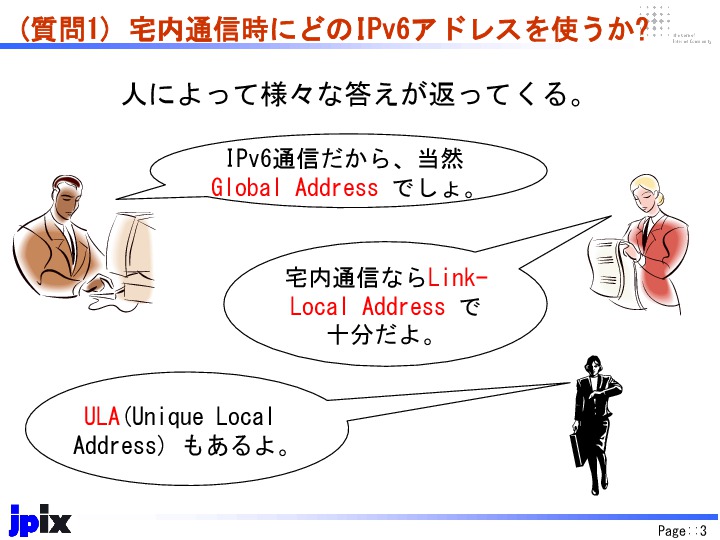 (質問1) 宅内通信時にどのIPv6アドレスを使うか?
人によって様々な答えが返ってくる。
IPv6通信だから、当然
Global Address でしょ。
宅内通信ならLink-
Local Address で
十分だよ。
ULA(Unique Local
Address) もあるよ。
jpix
Page::3